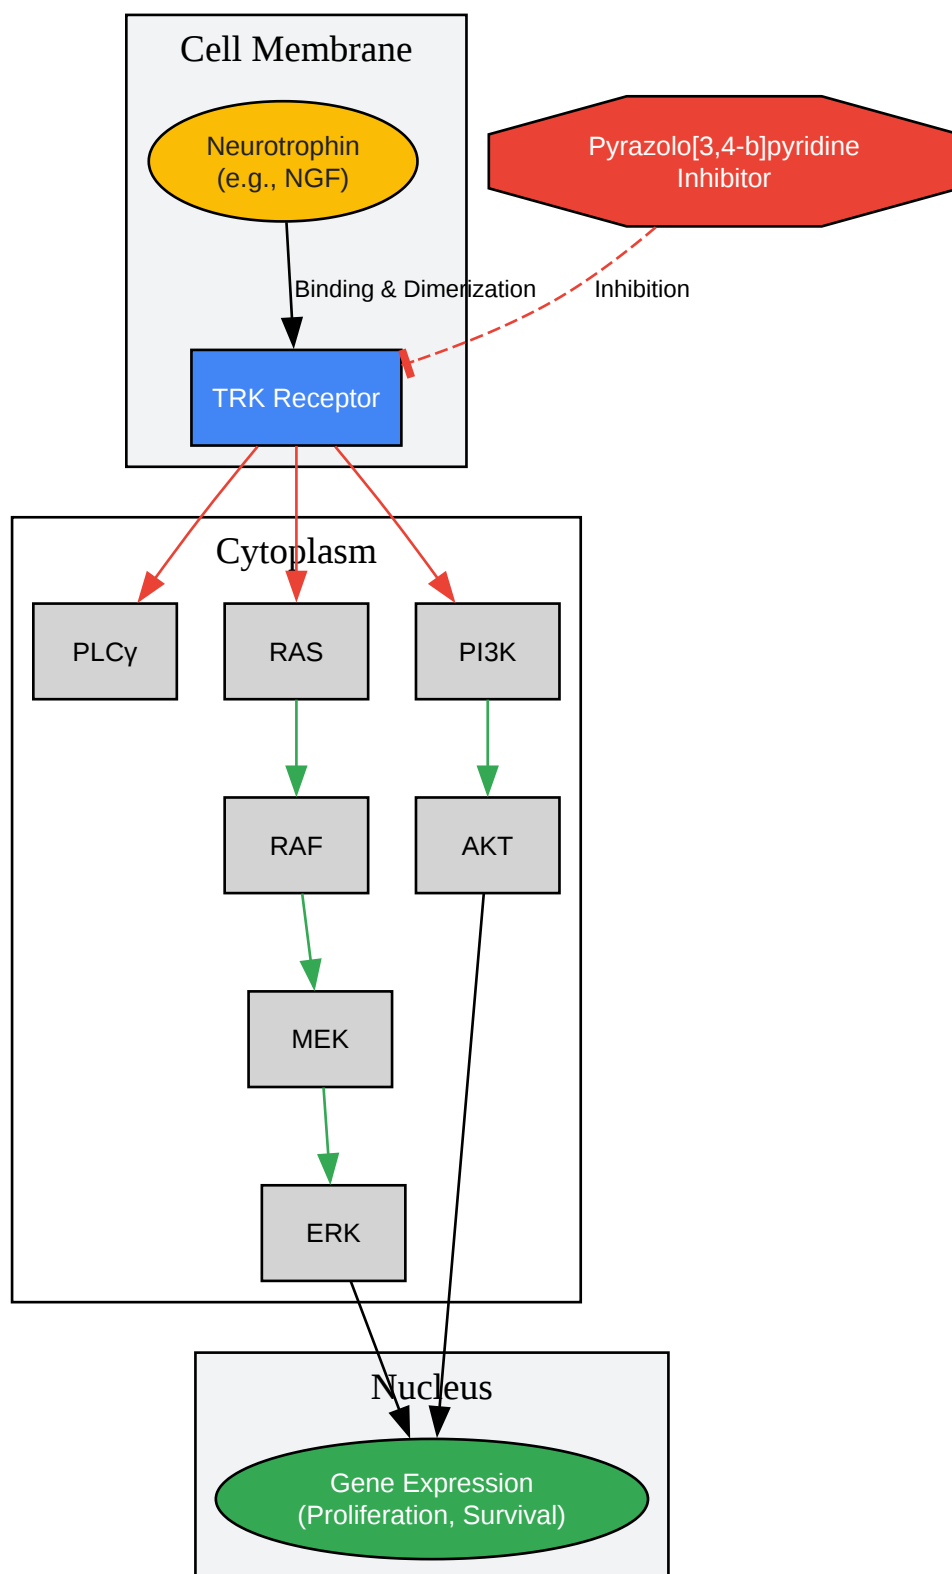 Cell Membrane
Neurotrophin
(e.g., NGF)
Pyrazolo[3,4-b]pyridine
Inhibitor
Binding & Dimerization
Inhibition
TRK Receptor
Cytoplasm
PLCγ
RAS
PI3K
RAF
AKT
MEK
ERK
Nucleus
Gene Expression
(Proliferation, Survival)